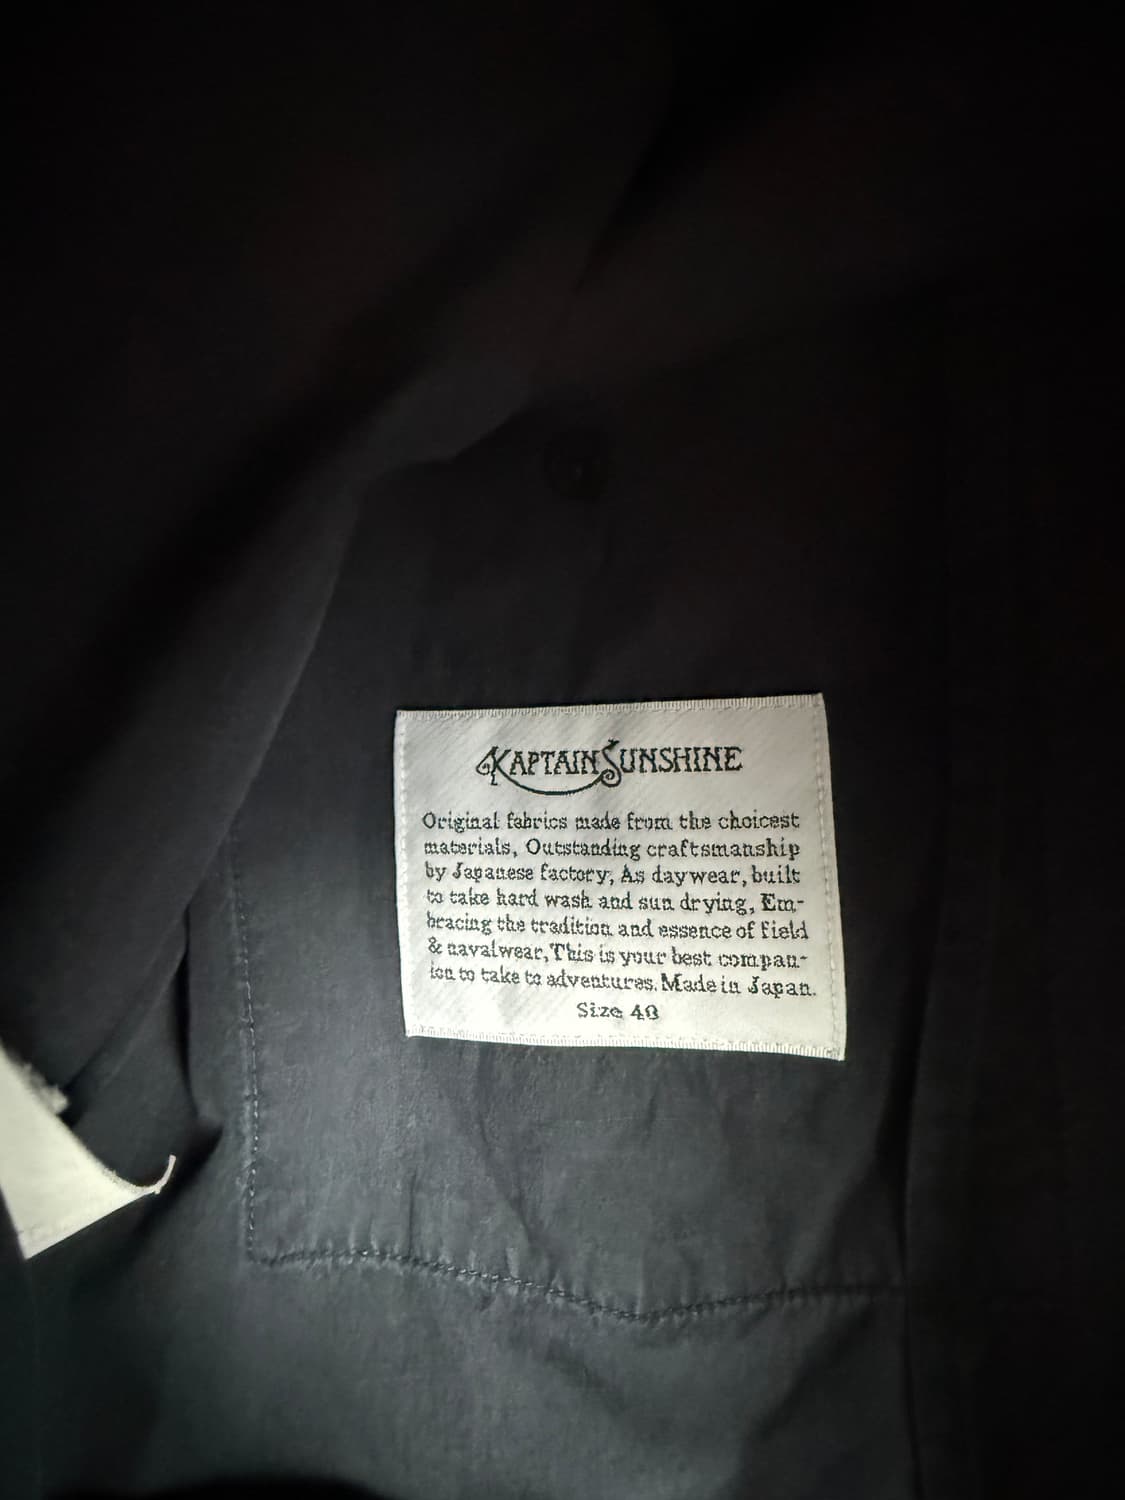 KAPTAIN SUNSHINE
Original fabrics made from the choicest
materials, Outstanding craftsmanship
by Japanese factory, As daywear, built
to take hard wash and sun drying, Em-
bracing the tradition and essence of field
& navalwear, This is your best compan-
ion to take to adventures. Made in Japan.
Size 40